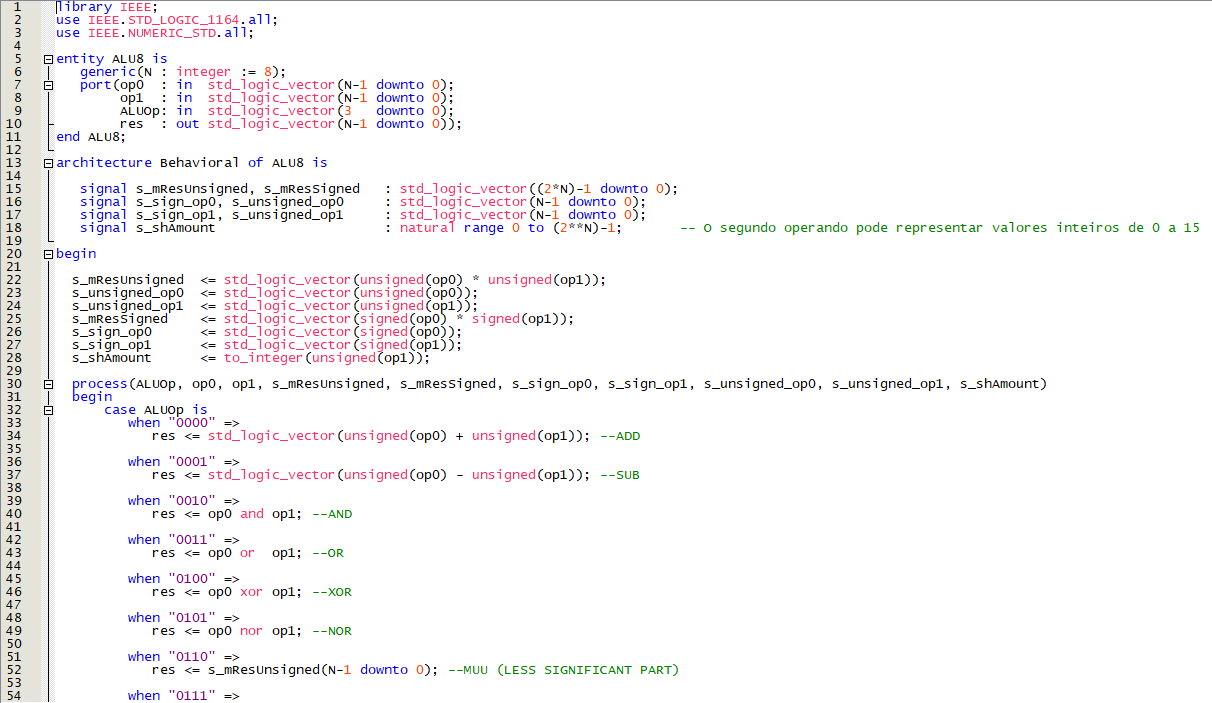 1 library IEEE;
2 use IEEE.STD_LOGIC_1164.all;
3 use IEEE.NUMERIC_STD.all;
4
5 entity ALU8 is
6 generic(N : integer := 8);
7 port(op0 : in std_logic_vector(N-1 downto 0);
8 op1 : in std_logic_vector(N-1 downto 0);
9 ALUOp: in std_logic_vector(3 downto 0);
10 res : out std_logic_vector(N-1 downto 0));
11 end ALU8;
12
13 architecture Behavioral of ALU8 is
14
15 signal s_mResUnsigned, s_mResSigned : std_logic_vector((2*N)-1 downto 0);
16 signal s_sign_op0, s_unsigned_op0 : std_logic_vector(N-1 downto 0);
17 signal s_sign_op1, s_unsigned_op1 : std_logic_vector(N-1 downto 0);
18 signal s_shAmount : natural range 0 to (2**N)-1; -- O segundo operando pode representar valores inteiros de 0 a 15
19
20 begin
21
22 s_mResUnsigned <= std_logic_vector(unsigned(op0) * unsigned(op1));
23 s_unsigned_op0 <= std_logic_vector(unsigned(op0));
24 s_unsigned_op1 <= std_logic_vector(unsigned(op1));
25 s_mResSigned <= std_logic_vector(signed(op0) * signed(op1));
26 s_sign_op0 <= std_logic_vector(signed(op0));
27 s_sign_op1 <= std_logic_vector(signed(op1));
28 s_shAmount <= to_integer(unsigned(op1));
29
30 process(ALUOp, op0, op1, s_mResUnsigned, s_mResSigned, s_sign_op0, s_sign_op1, s_unsigned_op0, s_unsigned_op1, s_shAmount)
31 begin
32 case ALUOp is
33 when "0000" =>
34 res <= std_logic_vector(unsigned(op0) + unsigned(op1)); --ADD
35
36 when "0001" =>
37 res <= std_logic_vector(unsigned(op0) - unsigned(op1)); --SUB
38
39 when "0010" =>
40 res <= op0 and op1; --AND
41
42 when "0011" =>
43 res <= op0 or op1; --OR
44
45 when "0100" =>
46 res <= op0 xor op1; --XOR
47
48 when "0101" =>
49 res <= op0 nor op1; --NOR
50
51 when "0110" =>
52 res <= s_mResUnsigned(N-1 downto 0); --MUU (LESS SIGNIFICANT PART)
53
54 when "0111" =>